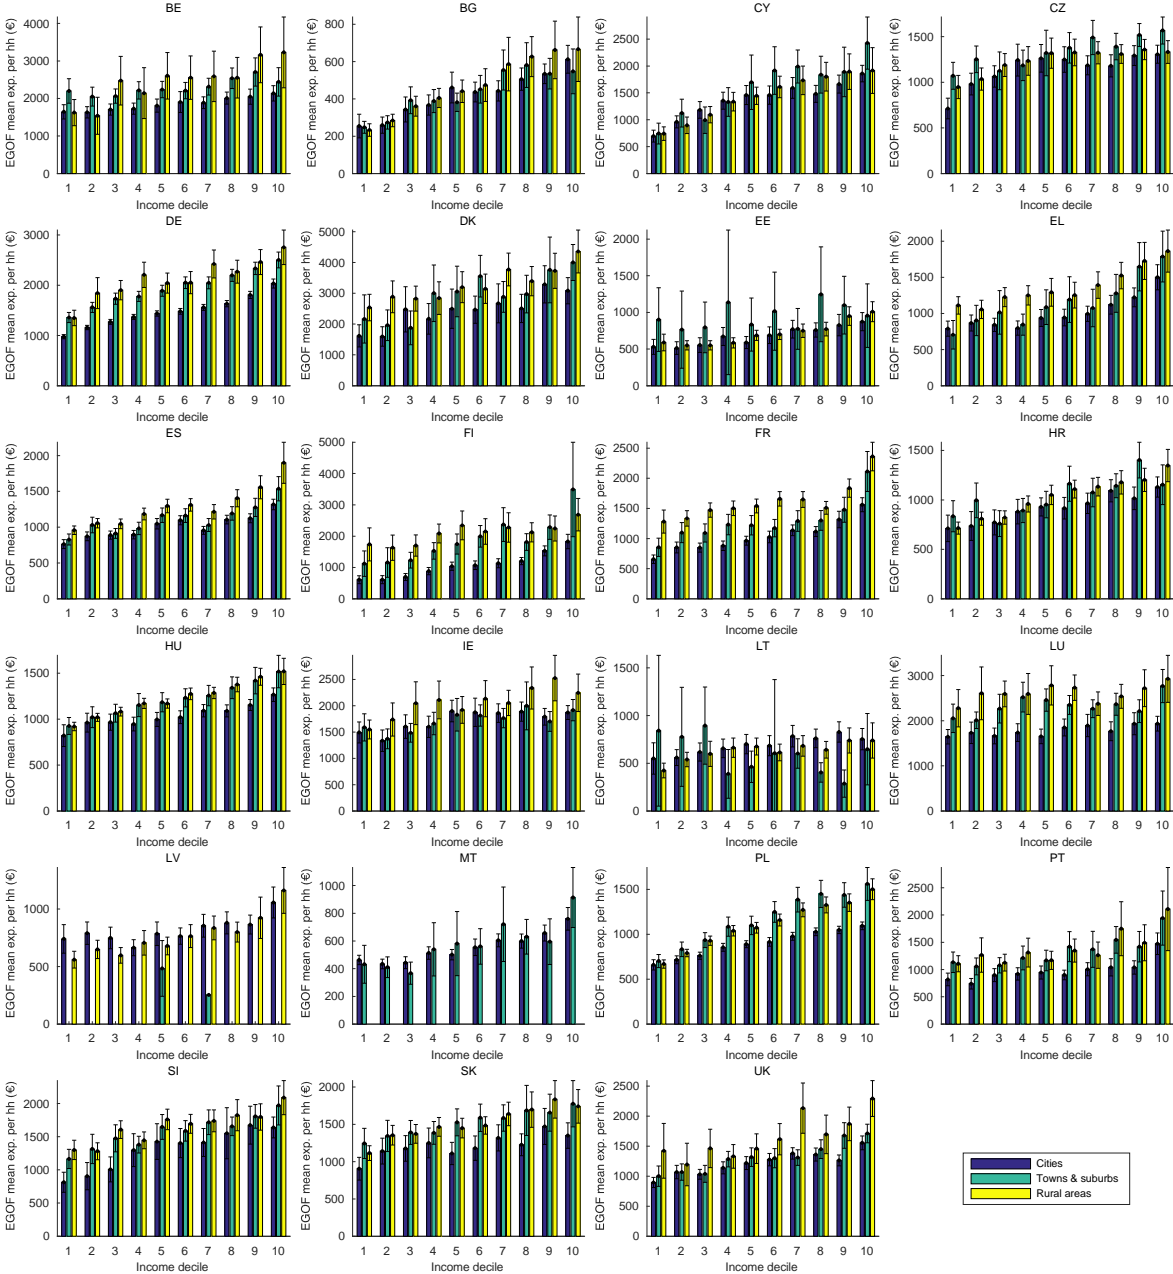 BE
EGOF mean exp. per hh (€)
4000
3000
2000
1000
0
1 2 3 4 5 6 7 8 9 10
Income decile
BG
EGOF mean exp. per hh (€)
800
600
400
200
0
1 2 3 4 5 6 7 8 9 10
Income decile
CY
EGOF mean exp. per hh (€)
2500
2000
1500
1000
500
0
1 2 3 4 5 6 7 8 9 10
Income decile
CZ
EGOF mean exp. per hh (€)
1500
1000
500
0
1 2 3 4 5 6 7 8 9 10
Income decile
DE
EGOF mean exp. per hh (€)
3000
2000
1000
0
1 2 3 4 5 6 7 8 9 10
Income decile
DK
EGOF mean exp. per hh (€)
5000
4000
3000
2000
1000
0
1 2 3 4 5 6 7 8 9 10
Income decile
EE
EGOF mean exp. per hh (€)
2000
1500
1000
500
0
1 2 3 4 5 6 7 8 9 10
Income decile
EL
EGOF mean exp. per hh (€)
2000
1500
1000
500
0
1 2 3 4 5 6 7 8 9 10
Income decile
ES
EGOF mean exp. per hh (€)
2000
1500
1000
500
0
1 2 3 4 5 6 7 8 9 10
Income decile
FI
EGOF mean exp. per hh (€)
5000
4000
3000
2000
1000
0
1 2 3 4 5 6 7 8 9 10
Income decile
FR
EGOF mean exp. per hh (€)
2500
2000
1500
1000
500
0
1 2 3 4 5 6 7 8 9 10
Income decile
HR
EGOF mean exp. per hh (€)
1500
1000
500
0
1 2 3 4 5 6 7 8 9 10
Income decile
HU
EGOF mean exp. per hh (€)
1500
1000
500
0
1 2 3 4 5 6 7 8 9 10
Income decile
IE
EGOF mean exp. per hh (€)
2500
2000
1500
1000
500
0
1 2 3 4 5 6 7 8 9 10
Income decile
LT
EGOF mean exp. per hh (€)
1500
1000
500
0
1 2 3 4 5 6 7 8 9 10
Income decile
LU
EGOF mean exp. per hh (€)
3000
2000
1000
0
1 2 3 4 5 6 7 8 9 10
Income decile
LV
EGOF mean exp. per hh (€)
1000
500
0
1 2 3 4 5 6 7 8 9 10
Income decile
MT
EGOF mean exp. per hh (€)
1000
800
600
400
200
0
1 2 3 4 5 6 7 8 9 10
Income decile
PL
EGOF mean exp. per hh (€)
1500
1000
500
0
1 2 3 4 5 6 7 8 9 10
Income decile
PT
EGOF mean exp. per hh (€)
2500
2000
1500
1000
500
0
1 2 3 4 5 6 7 8 9 10
Income decile
SI
EGOF mean exp. per hh (€)
2000
1500
1000
500
0
1 2 3 4 5 6 7 8 9 10
Income decile
SK
EGOF mean exp. per hh (€)
2000
1500
1000
500
0
1 2 3 4 5 6 7 8 9 10
Income decile
UK
EGOF mean exp. per hh (€)
2500
2000
1500
1000
500
0
1 2 3 4 5 6 7 8 9 10
Income decile
Cities
Towns & suburbs
Rural areas